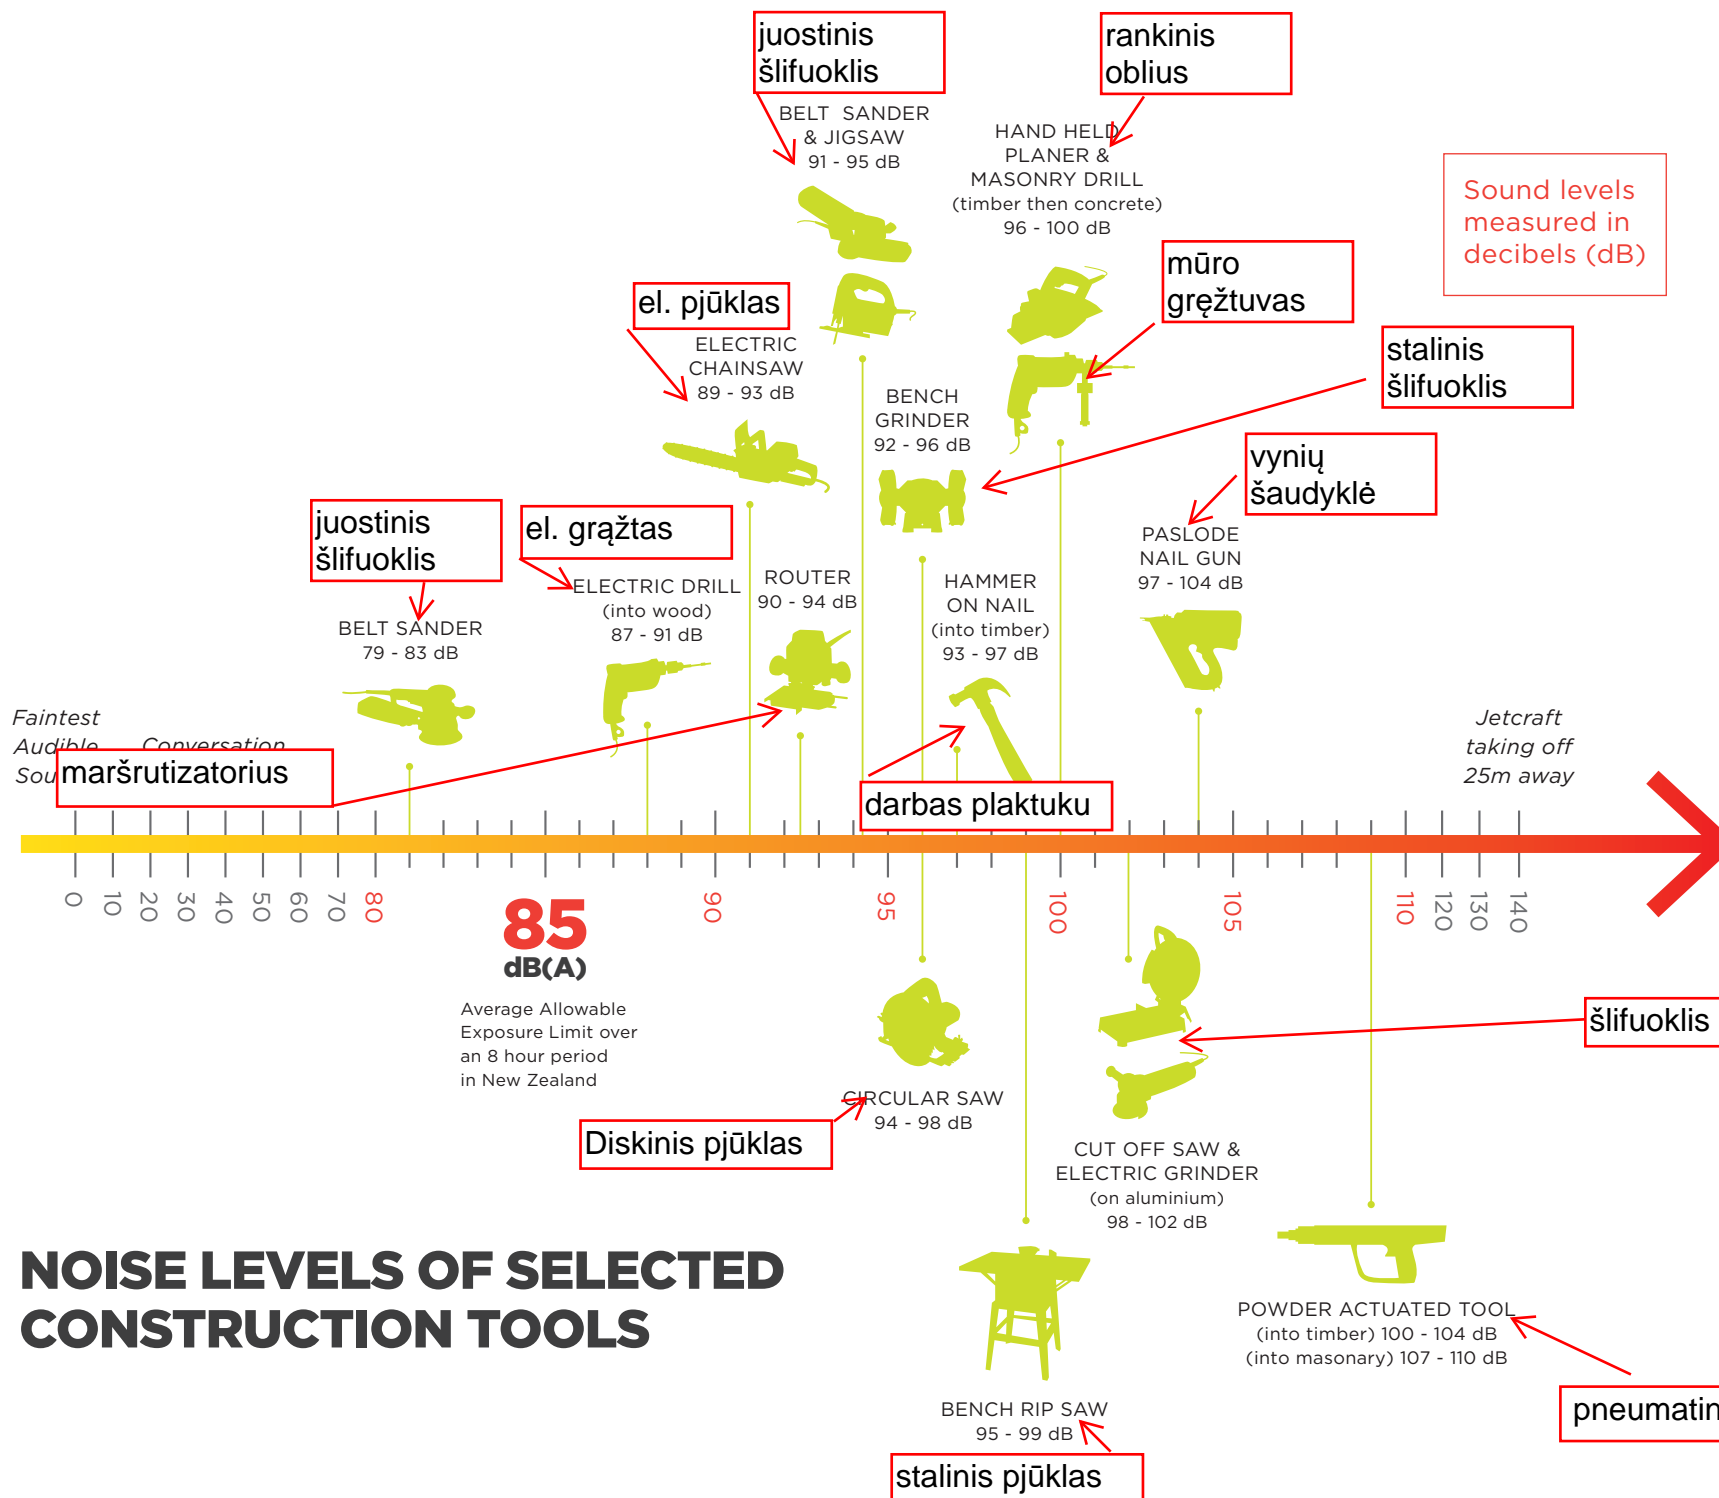 juostinis
šlifuoklis
rankinis
oblius
BELT SANDER
& JIGSAW
91 - 95 dB
HAND HELD
PLANER &
MASONRY DRILL
(timber then concrete)
96 - 100 dB
Sound levels
measured in
decibels (dB)
mūro
gręžtuvas
el. pjūklas
ELECTRIC
CHAINSAW
89 - 93 dB
stalinis
šlifuoklis
BENCH
GRINDER
92 - 96 dB
vynių
šaudyklė
juostinis
šlifuoklis
el. grąžtas
PASLODE
NAIL GUN
97 - 104 dB
ELECTRIC DRILL
(into wood)
87 - 91 dB
ROUTER
90 - 94 dB
HAMMER
ON NAIL
(into timber)
93 - 97 dB
BELT SANDER
79 - 83 dB
Faintest
Audible
Sou
Conversation
maršrutizatorius
darbas plaktuku
Jetcraft
taking off
25m away
0 10 20 30 40 50 60 70 80 90 95 100 105 110 120 130 140
85
dB(A)
Average Allowable
Exposure Limit over
an 8 hour period
in New Zealand
šlifuoklis
CIRCULAR SAW
94 - 98 dB
Diskinis pjūklas
CUT OFF SAW &
ELECTRIC GRINDER
(on aluminium)
98 - 102 dB
NOISE LEVELS OF SELECTED
CONSTRUCTION TOOLS
POWDER ACTUATED TOOL
(into timber) 100 - 104 dB
(into masonary) 107 - 110 dB
pneumatin
BENCH RIP SAW
95 - 99 dB
stalinis pjūklas